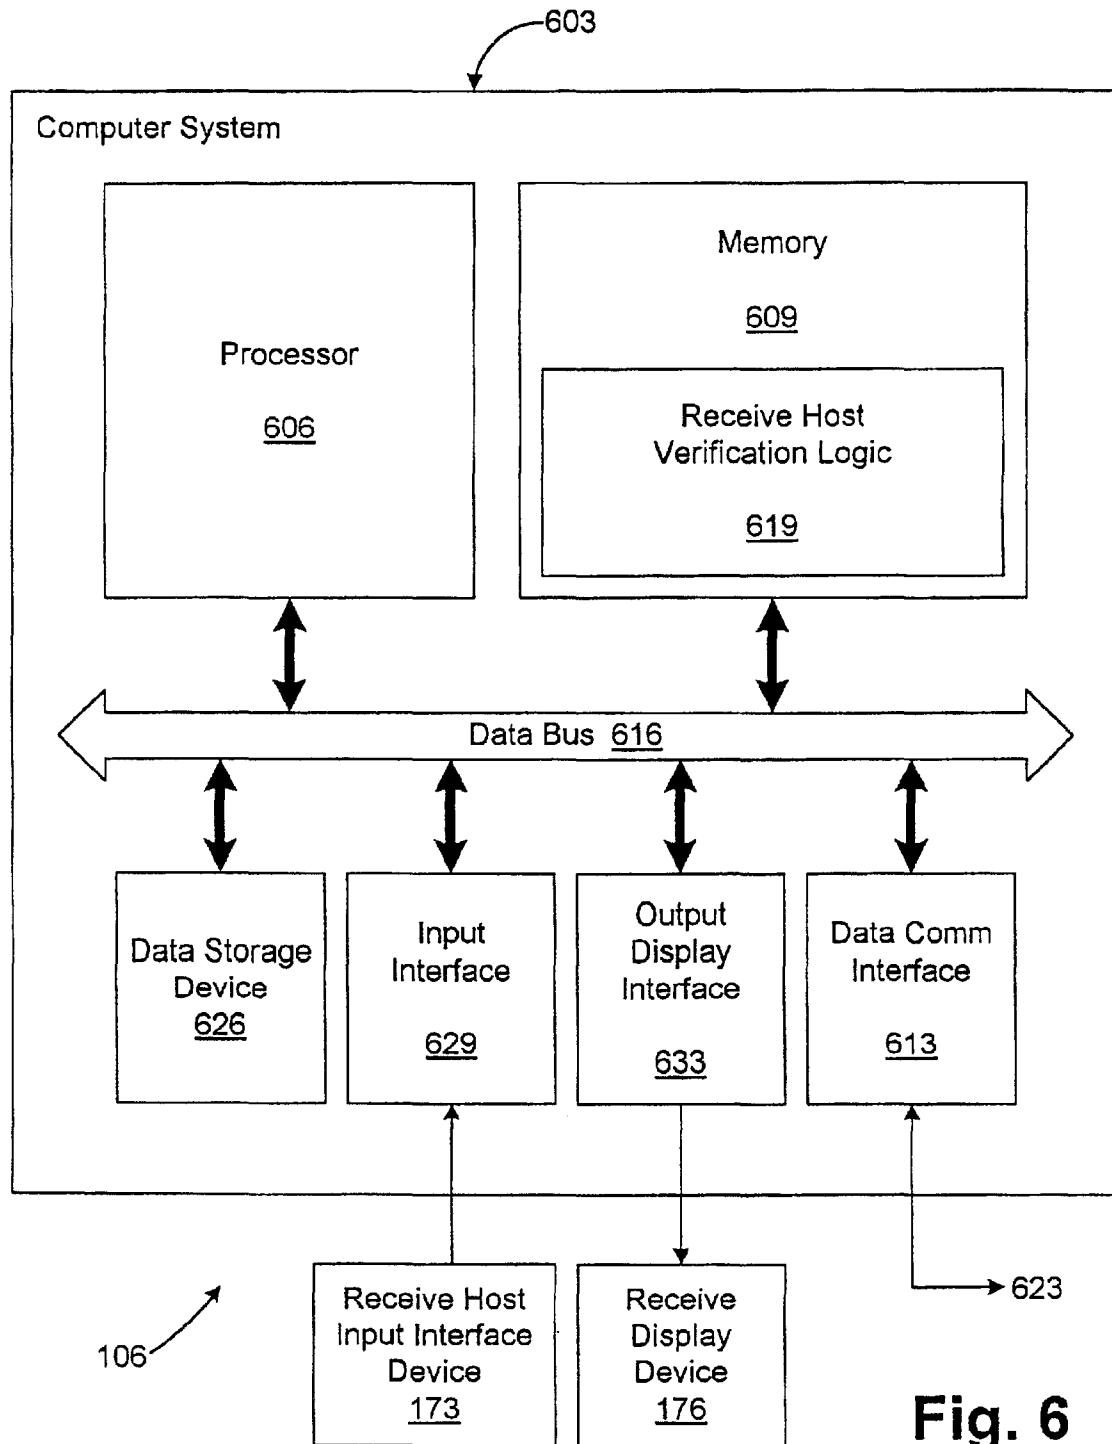 603
Computer System
Processor
606
Memory
609
Receive Host
Verification Logic
619
Data Bus 616
Data Storage
Device
626
Input
Interface
629
Output
Display
Interface
633
Data Comm
Interface
613
106
Receive Host
Input Interface
Device
173
Receive
Display
Device
176
623
Fig. 6